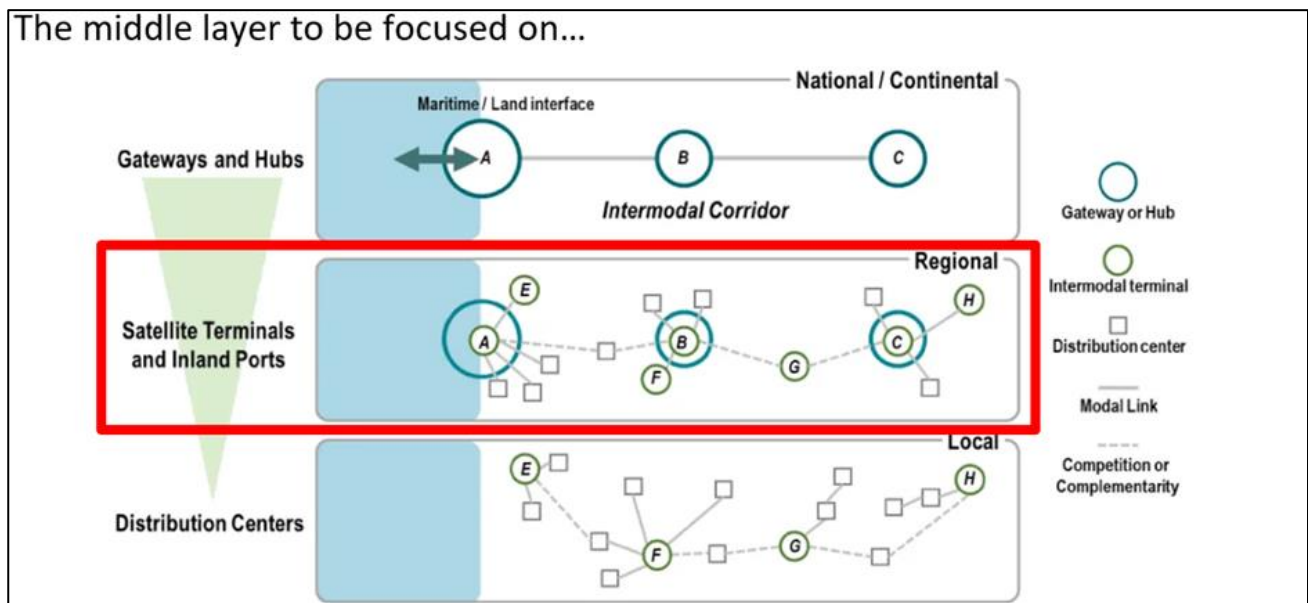 The middle layer to be focused on...
National / Continental
Maritime / Land interface
Gateways and Hubs
A
B
C
Intermodal Corridor
Regional
Satellite Terminals
and Inland Ports
E
A
B
F
G
C
H
Local
Distribution Centers
E
F
G
H
Gateway or Hub
Intermodal terminal
Distribution center
Modal Link
Competition or
Complementarity